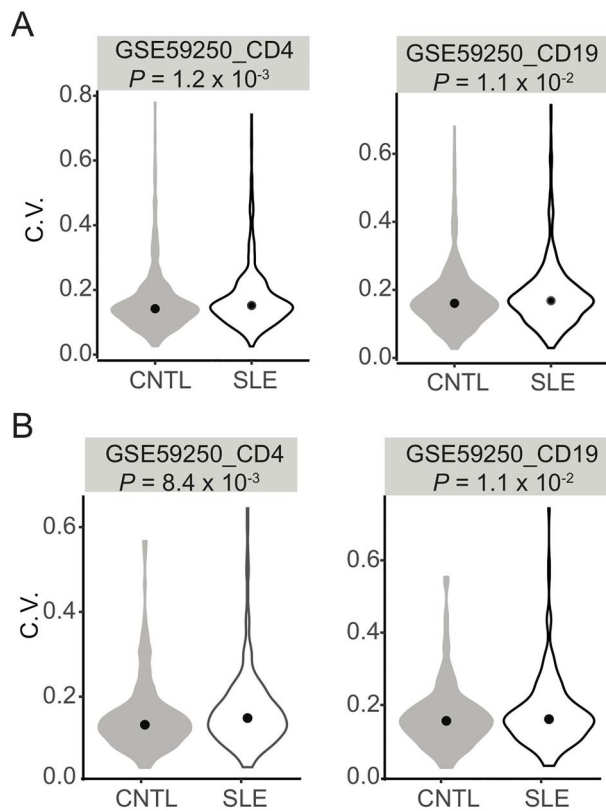 A
GSE59250_CD4
P = 1.2 x 10⁻³
GSE59250_CD19
P = 1.1 x 10⁻²
C.V.
0.8
0.6
0.4
0.2
0.0
CNTL SLE
0.6
0.4
0.2
0.0
CNTL SLE
B
GSE59250_CD4
P = 8.4 x 10⁻³
GSE59250_CD19
P = 1.1 x 10⁻²
C.V.
0.6
0.4
0.2
0.0
CNTL SLE
0.6
0.4
0.2
0.0
CNTL SLE